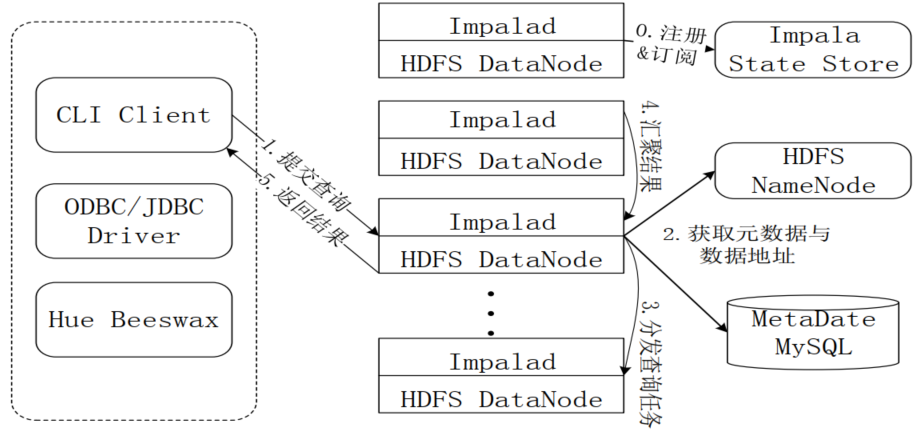 CLI Client
ODBC/JDBC
Driver
Hue Beeswax
1.提交查询
5.返回结果
Impalad
HDFS DataNode
0.注册
&订阅
Impala
State Store
Impalad
HDFS DataNode
4.汇聚结果
HDFS
NameNode
Impalad
HDFS DataNode
2.获取元数据与
数据地址
3.分发查询任务
MetaDate
MySQL
Impalad
HDFS DataNode